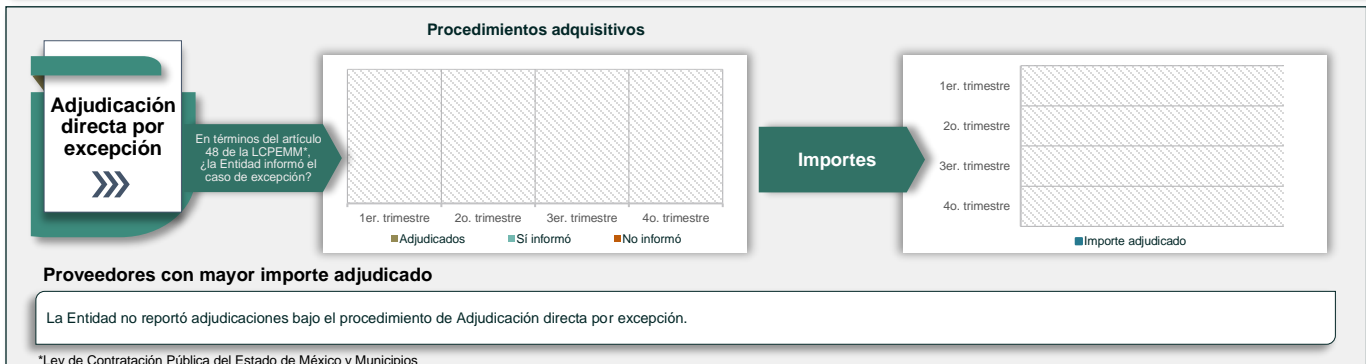 Procedimientos adquisitivos
Adjudicación
directa por
excepción
En términos del artículo
48 de la LCPEMM*,
¿la Entidad informó el
caso de excepción?
1er. trimestre
2o. trimestre
3er. trimestre
4o. trimestre
Adjudicados
Sí informó
No informó
Importes
1er. trimestre
2o. trimestre
3er. trimestre
4o. trimestre
Importe adjudicado
Proveedores con mayor importe adjudicado
La Entidad no reportó adjudicaciones bajo el procedimiento de Adjudicación directa por excepción.
*Ley de Contratación Pública del Estado de México y Municipios